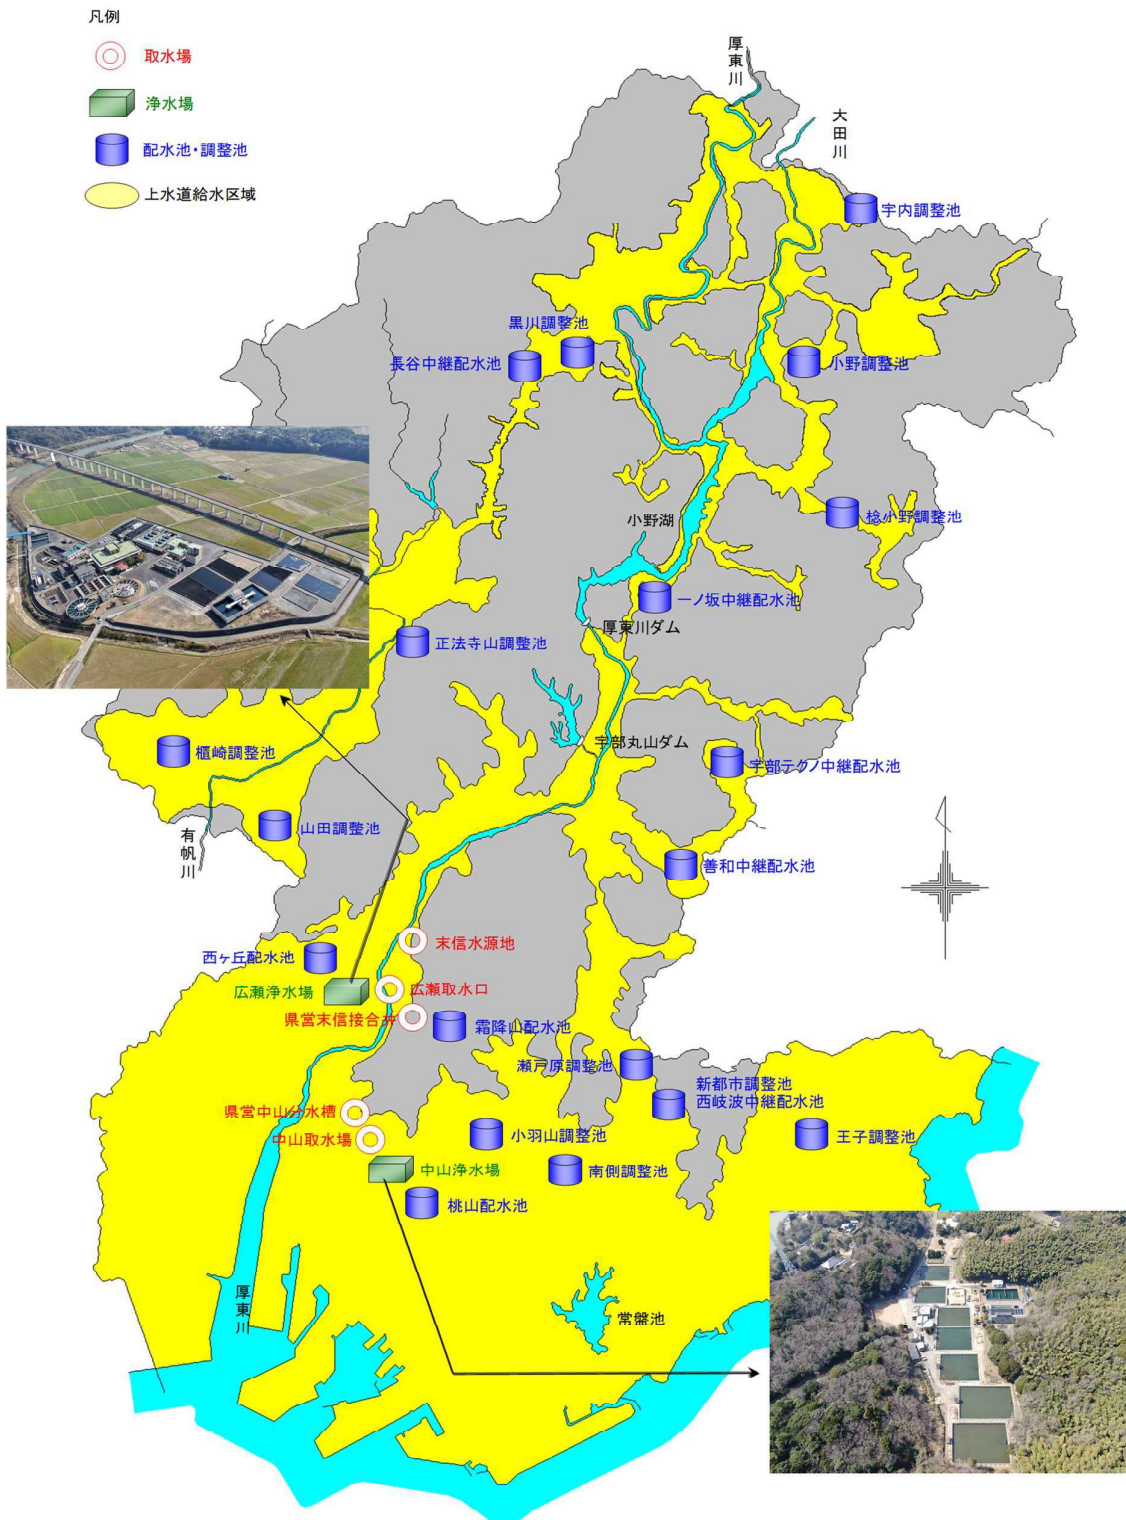 凡例
取水場
浄水場
配水池・調整池
上水道給水区域
厚東川
大田川
宇内調整池
黒川調整池
長谷中継配水池
小野調整池
小野湖
棯小野調整池
一ノ坂中継配水池
厚東川ダム
正法寺山調整池
宇部丸山ダム
櫃崎調整池
宇部テクノ中継配水池
山田調整池
有帆川
善和中継配水池
末信水源地
西ヶ丘配水池
広瀬浄水場
広瀬取水口
県営末信接合井
霜降山配水池
瀬戸原調整池
新都市調整池
西岐波中継配水池
県営中山分水槽
中山取水場
小羽山調整池
王子調整池
中山浄水場
南側調整池
桃山配水池
厚東川
常盤池